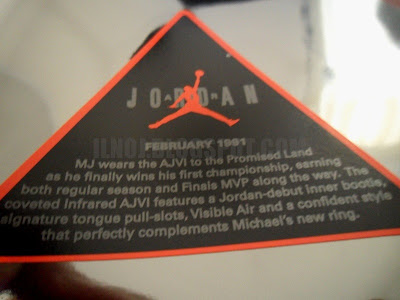 JORDAN
AIR
FEBRUARY 1991
MJ wears the AJVI to the Promised Land
as he finally wins his first championship, earning
both regular season and Finals MVP along the way. The
coveted Infrared AJVI features a Jordan-debut inner bootie,
signature tongue pull-slots, Visible Air and a confident style
that perfectly complements Michael's new ring.